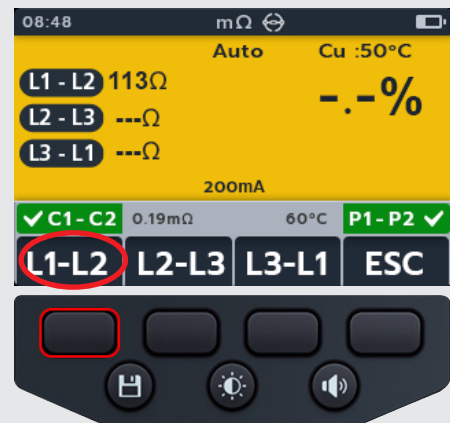 08:48 mΩ
Auto Cu :50°C
L1 - L2 113Ω
-.-%
L2 - L3 ---Ω
L3 - L1 ---Ω
200mA
✓ C1 - C2 0.19mΩ 60°C P1 - P2 ✓
L1-L2 L2-L3 L3-L1 ESC